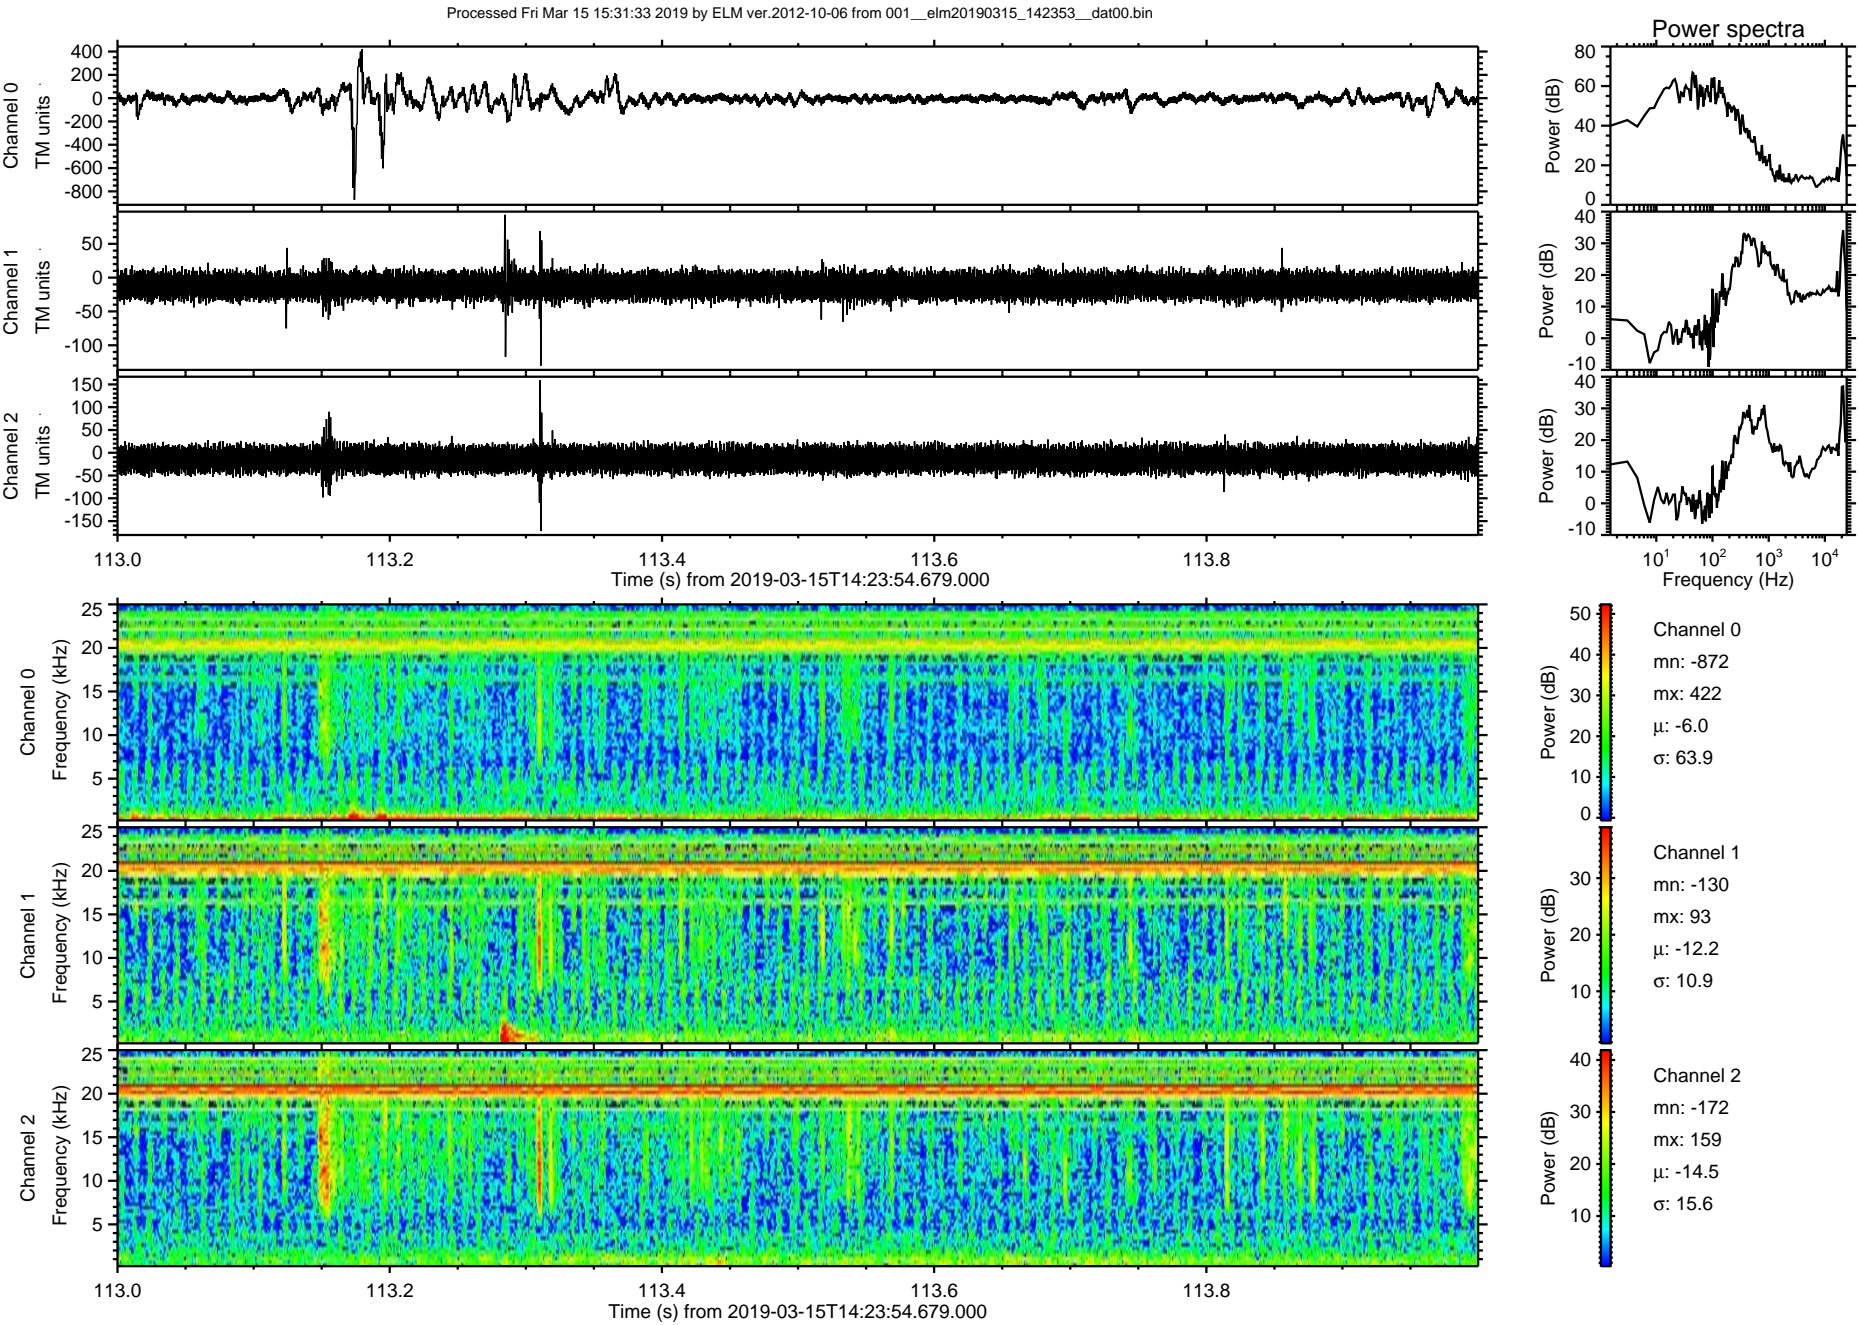 Processed Fri Mar 15 15:31:33 2019 by ELM ver.2012-10-06 from 001__elm20190315_142353__dat00.bin
Power spectra
Channel 0
TM units
400
200
0
-200
-400
-600
-800
Power (dB)
80
60
40
20
0
Channel 1
TM units
50
0
-50
-100
Power (dB)
40
30
20
10
0
-10
Channel 2
TM units
150
100
50
0
-50
-100
-150
Power (dB)
40
30
20
10
0
-10
113.0 113.2 113.4 113.6 113.8
Time (s) from 2019-03-15T14:23:54.679.000
10¹ 10² 10³ 10⁴
Frequency (Hz)
Channel 0
Frequency (kHz)
25
20
15
10
5
Power (dB)
50
40
30
20
10
0
Channel 0
mn: -872
mx: 422
μ: -6.0
σ: 63.9
Channel 1
Frequency (kHz)
25
20
15
10
5
Power (dB)
30
20
10
Channel 1
mn: -130
mx: 93
μ: -12.2
σ: 10.9
Channel 2
Frequency (kHz)
25
20
15
10
5
Power (dB)
40
30
20
10
Channel 2
mn: -172
mx: 159
μ: -14.5
σ: 15.6
113.0 113.2 113.4 113.6 113.8
Time (s) from 2019-03-15T14:23:54.679.000